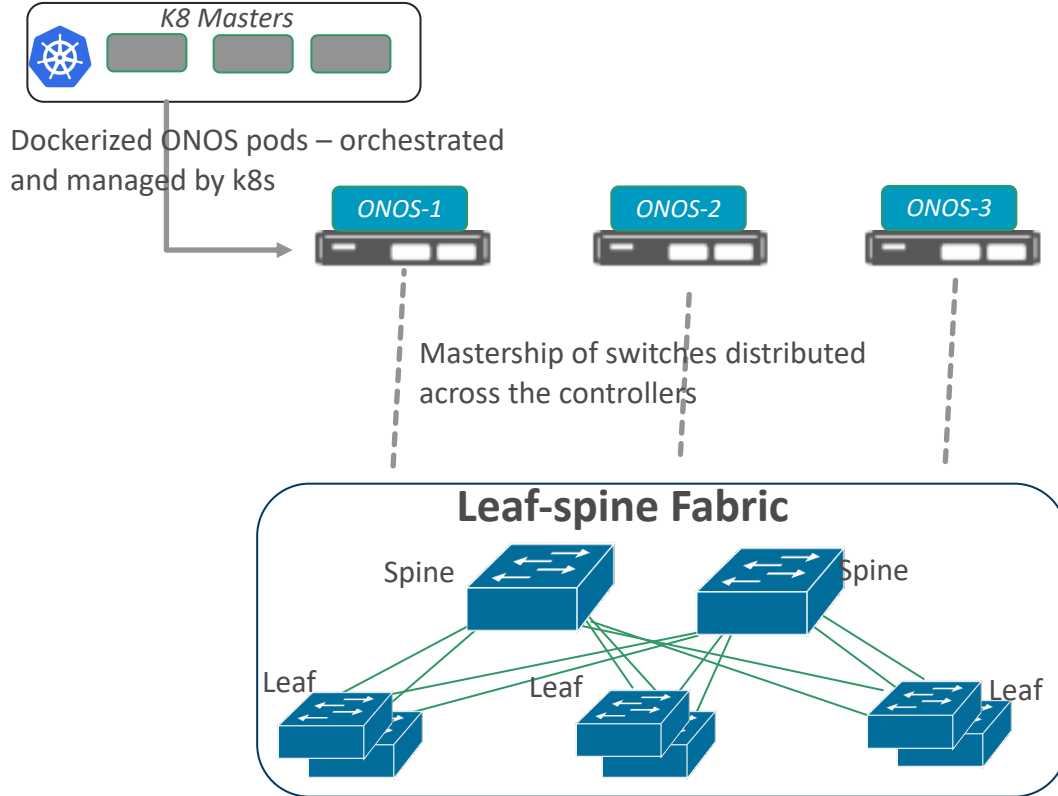 K8 Masters
Dockerized ONOS pods – orchestrated
and managed by k8s
ONOS-1
ONOS-2
ONOS-3
Mastership of switches distributed
across the controllers
Leaf-spine Fabric
Spine
Spine
Leaf
Leaf
Leaf